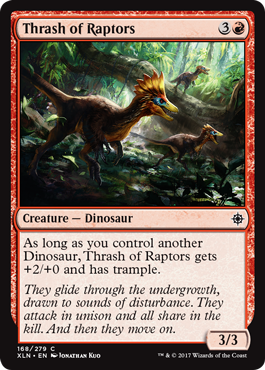 Thrash of Raptors 3
Creature — Dinosaur
As long as you control another
Dinosaur, Thrash of Raptors gets
+2/+0 and has trample.
They glide through the undergrowth,
drawn to sounds of disturbance. They
attack in unison and all share in the
kill. And then they move on.
3/3
168/279 C
XLN • EN Jonathan Kuo
™ & © 2017 Wizards of the Coast